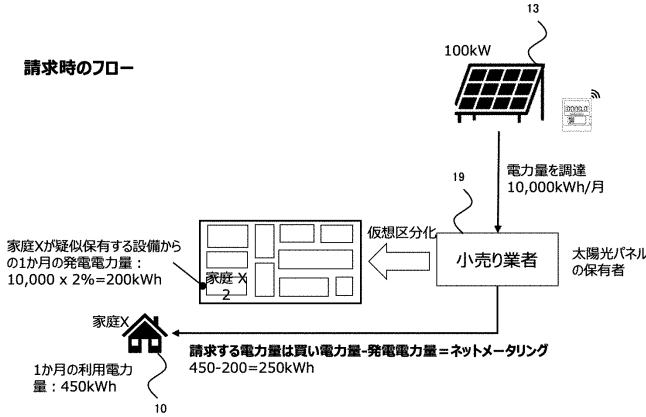 請求時のフロー
13
100kW
電力量を調達
10,000kWh/月
19
小売り業者
太陽光パネル
の保有者
仮想区分化
家庭Xが疑似保有する設備から
の1か月の発電電力量：
10,000 x 2%=200kWh
家庭 X
2
家庭X
請求する電力量は買い電力量-発電電力量＝ネットメータリング
450-200=250kWh
1か月の利用電力
量：450kWh
10